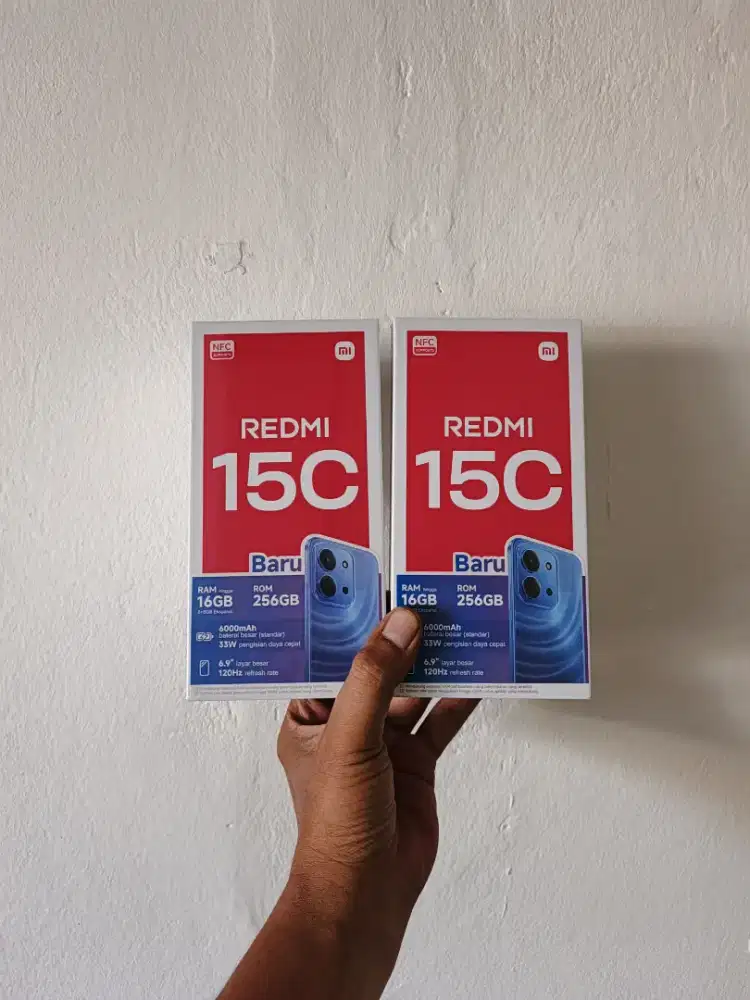 NFC
mi
REDMI
15C
Baru
RAM hingga
16GB
ROM
256GB
6000mAh
baterai besar (standar)
33W pengisian daya cepat
6.9" layar besar
120Hz refresh rate
NFC
mi
REDMI
15C
Baru
RAM hingga
16GB
ROM
256GB
6000mAh
baterai besar (standar)
33W pengisian daya cepat
6.9" layar besar
120Hz refresh rate